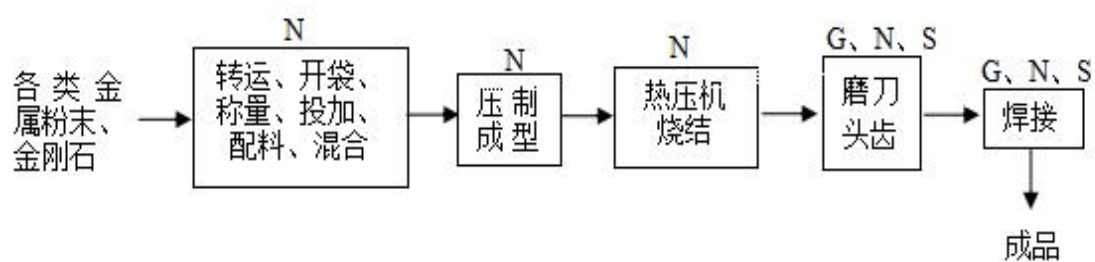 各类金属粉末、金刚石
N
转运、开袋、称量、投加、配料、混合
N
压制成型
N
热压机烧结
G、N、S
磨刀头齿
G、N、S
焊接
成品